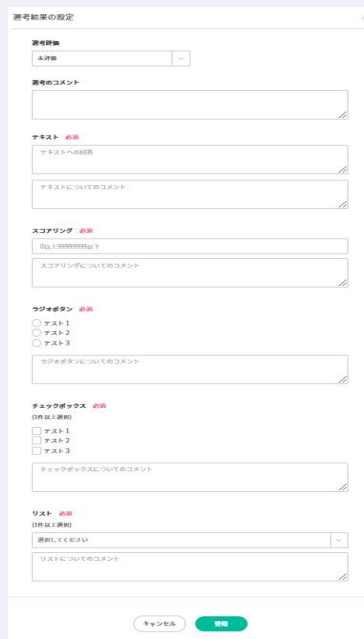 選考結果の設定
選考評価
未評価
選考のコメント
テキスト 必須
テキストへの回答
テキストについてのコメント
スコアリング 必須
0以上99999999以下
スコアリングについてのコメント
ラジオボタン 必須
テスト1
テスト2
テスト3
ラジオボタンについてのコメント
チェックボックス 必須
(1件以上選択)
テスト1
テスト2
テスト3
チェックボックスについてのコメント
リスト 必須
(1件以上選択)
選択してください
リストについてのコメント
キャンセル 登録